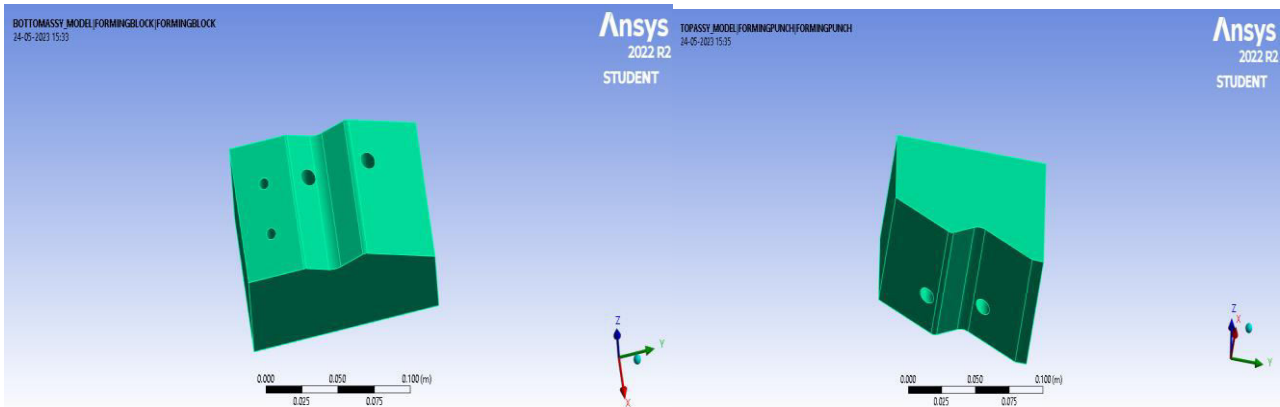 BOTTOMASSY_MODEL|FORMINGBLOCK|FORMINGBLOCK
24-05-2023 15:33
Ansys
2022 R2
STUDENT
Z
Y
X
0.000 0.050 0.100 (m)
0.025 0.075
TOPASSY_MODEL|FORMINGPUNCH|FORMINGPUNCH
24-05-2023 15:35
Ansys
2022 R2
STUDENT
Z
X
Y
0.000 0.050 0.100 (m)
0.025 0.075